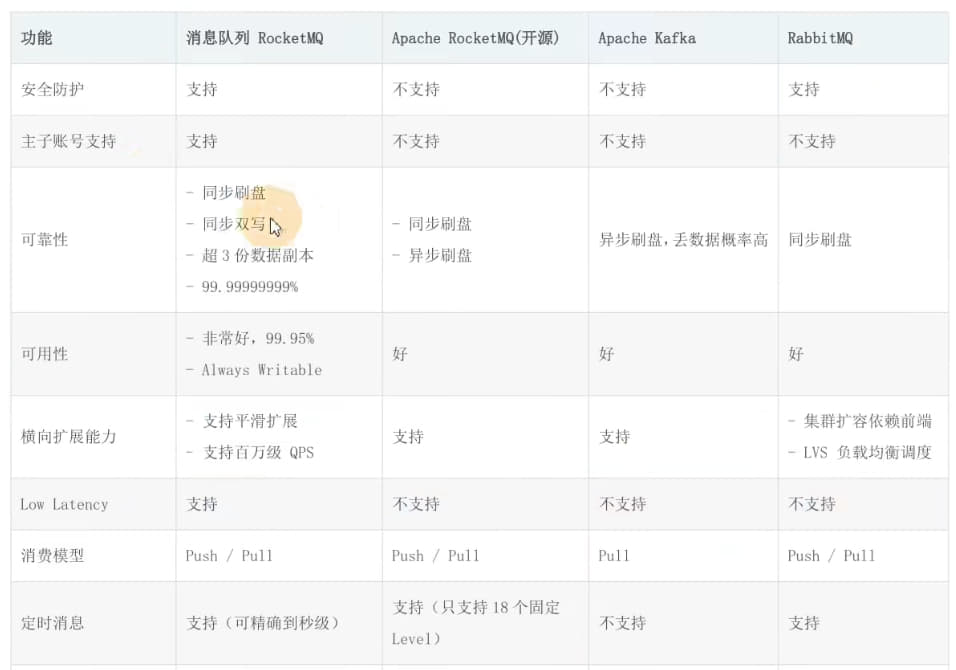 功能 消息队列 RocketMQ Apache RocketMQ(开源) Apache Kafka RabbitMQ
安全防护 支持 不支持 不支持 支持
主子账号支持 支持 不支持 不支持 不支持
可靠性
- 同步刷盘
- 同步双写
- 超 3 份数据副本
- 99.99999999%
- 同步刷盘
- 异步刷盘
异步刷盘,丢数据概率高
同步刷盘
可用性
- 非常好, 99.95%
- Always Writable
好
好
好
横向扩展能力
- 支持平滑扩展
- 支持百万级 QPS
支持
支持
- 集群扩容依赖前端
- LVS 负载均衡调度
Low Latency 支持 不支持 不支持 不支持
消费模型 Push / Pull Push / Pull Pull Push / Pull
定时消息
支持（可精确到秒级）
支持（只支持 18 个固定
Level）
不支持
支持